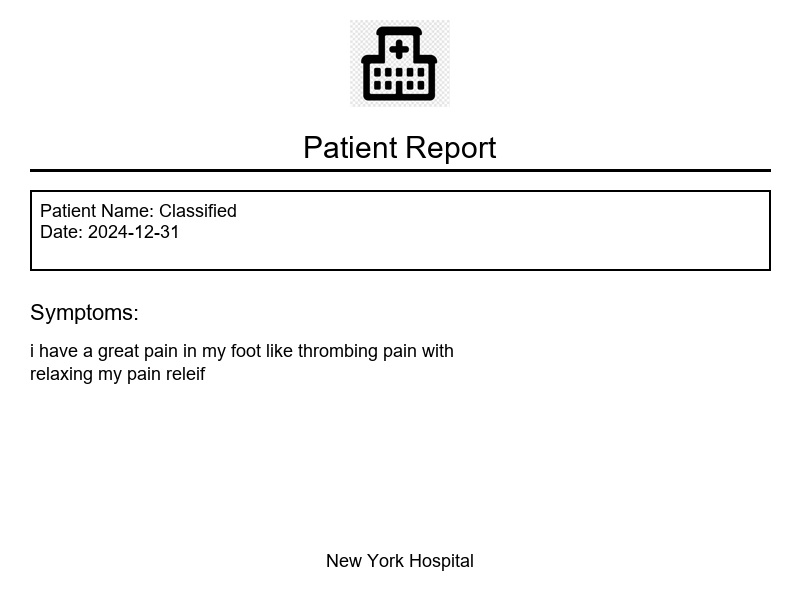 Patient Report
Patient Name: Classified
Date: 2024-12-31
Symptoms:
i have a great pain in my foot like thrombing pain with
relaxing my pain releif
New York Hospital